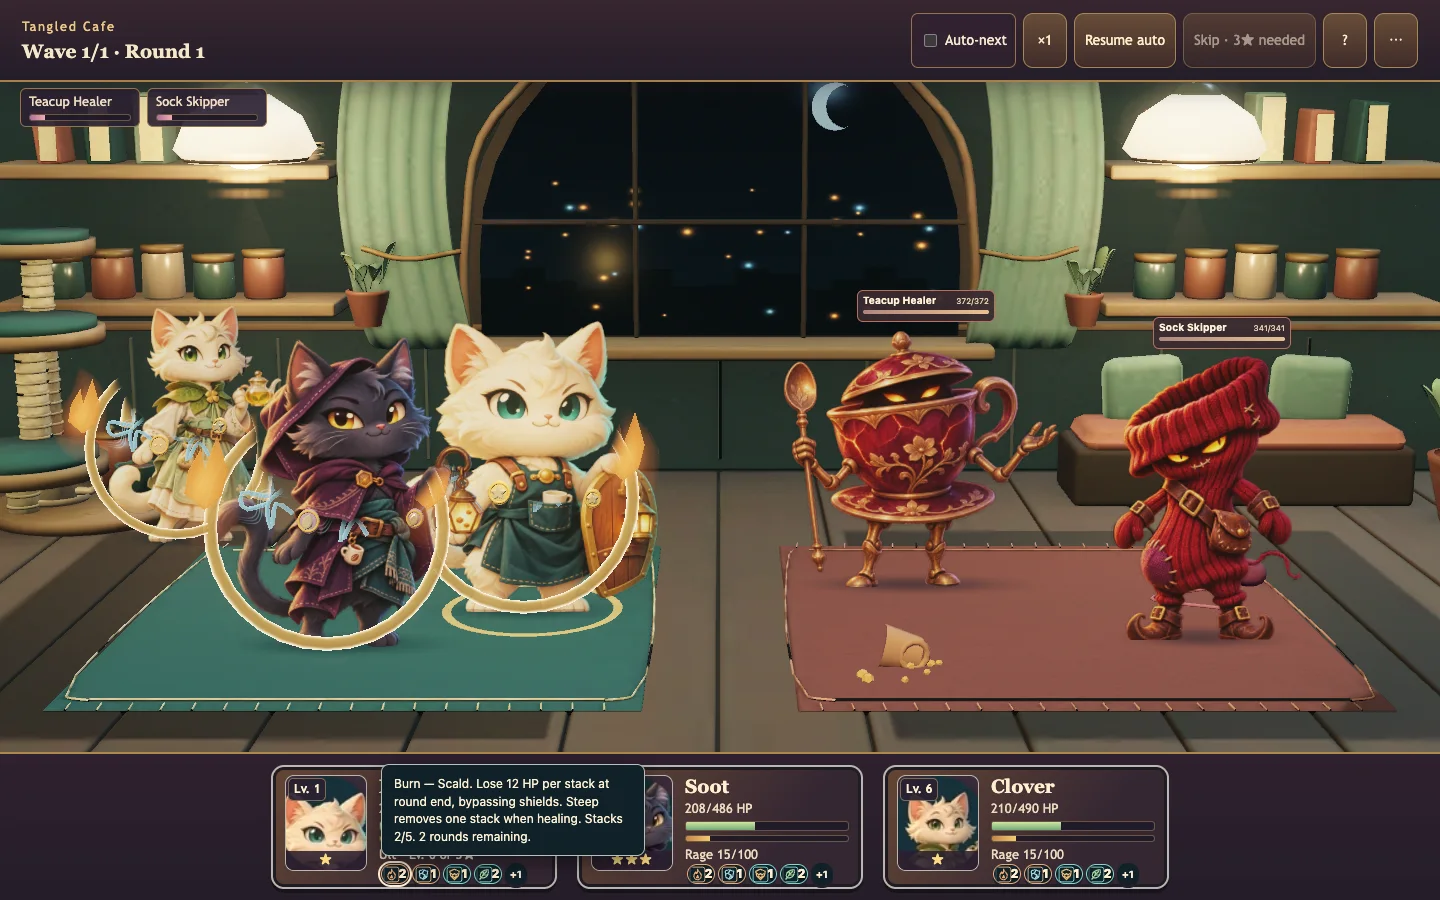 Tangled Cafe
Wave 1/1 · Round 1
Auto-next
×1
Resume auto
Skip · 3★ needed
?
···
Teacup Healer
Sock Skipper
Teacup Healer 372/372
Sock Skipper 341/341
Lv. 1
Burn — Scald. Lose 12 HP per stack at
round end, bypassing shields. Steep
removes one stack when healing. Stacks
2/5. 2 rounds remaining.
2 1 1 2 +1
Soot
208/486 HP
Rage 15/100
2 1 1 2 +1
Lv. 6
Clover
210/490 HP
Rage 15/100
2 1 1 2 +1